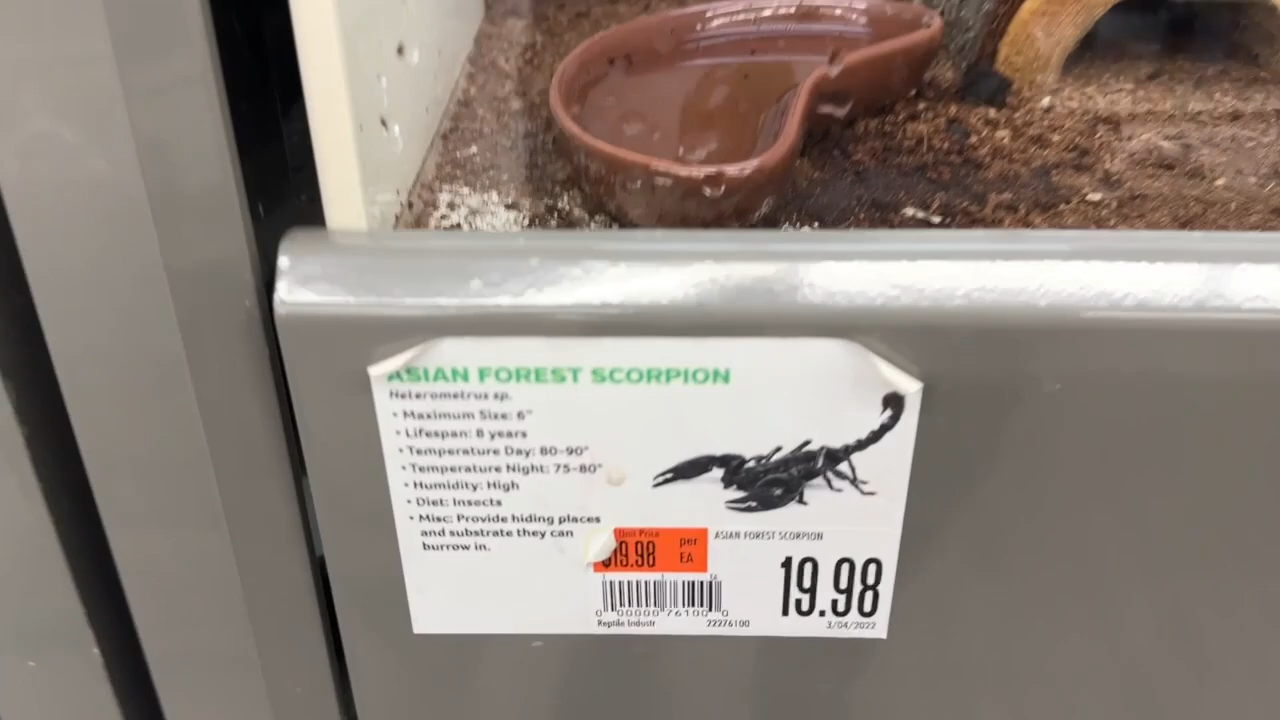 ASIAN FOREST SCORPION
Heterometrus sp.
• Maximum Size: 6"
• Lifespan: 8 years
• Temperature Day: 80-90°
• Temperature Night: 75-80°
• Humidity: High
• Diet: Insects
• Misc: Provide hiding places
and substrate they can
burrow in.
Unit Price
$19.98 per EA
ASIAN FOREST SCORPION
19.98
0 00000 76100 0
Reptile Industr 22276100
3/04/2022